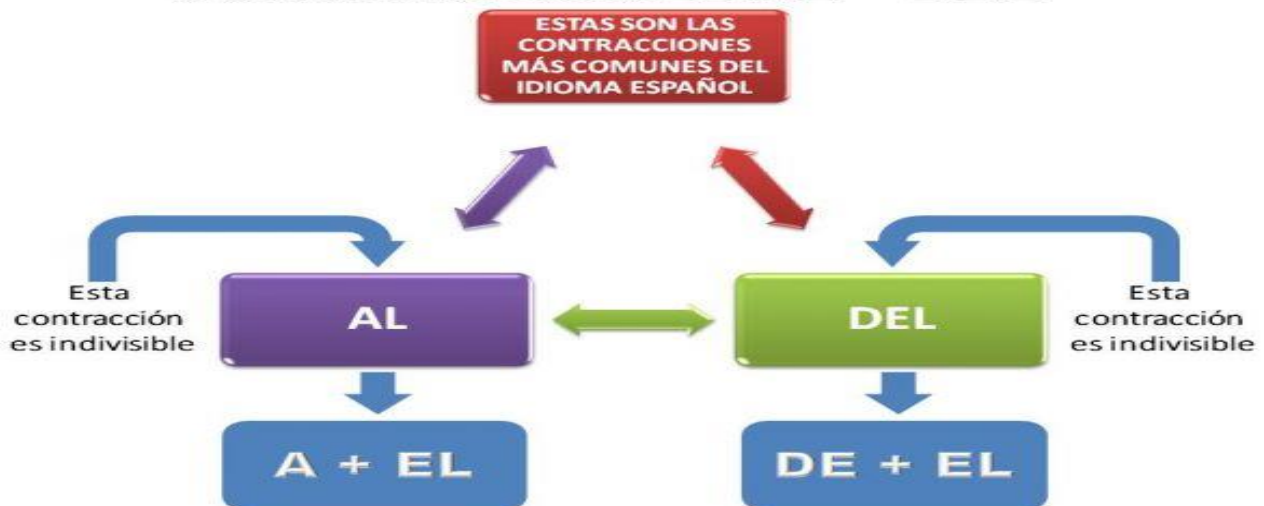 ESTAS SON LAS
CONTRACCIONES
MÁS COMUNES DEL
IDIOMA ESPAÑOL
Esta
contracción
es indivisible
AL
DEL
Esta
contracción
es indivisible
A + EL
DE + EL